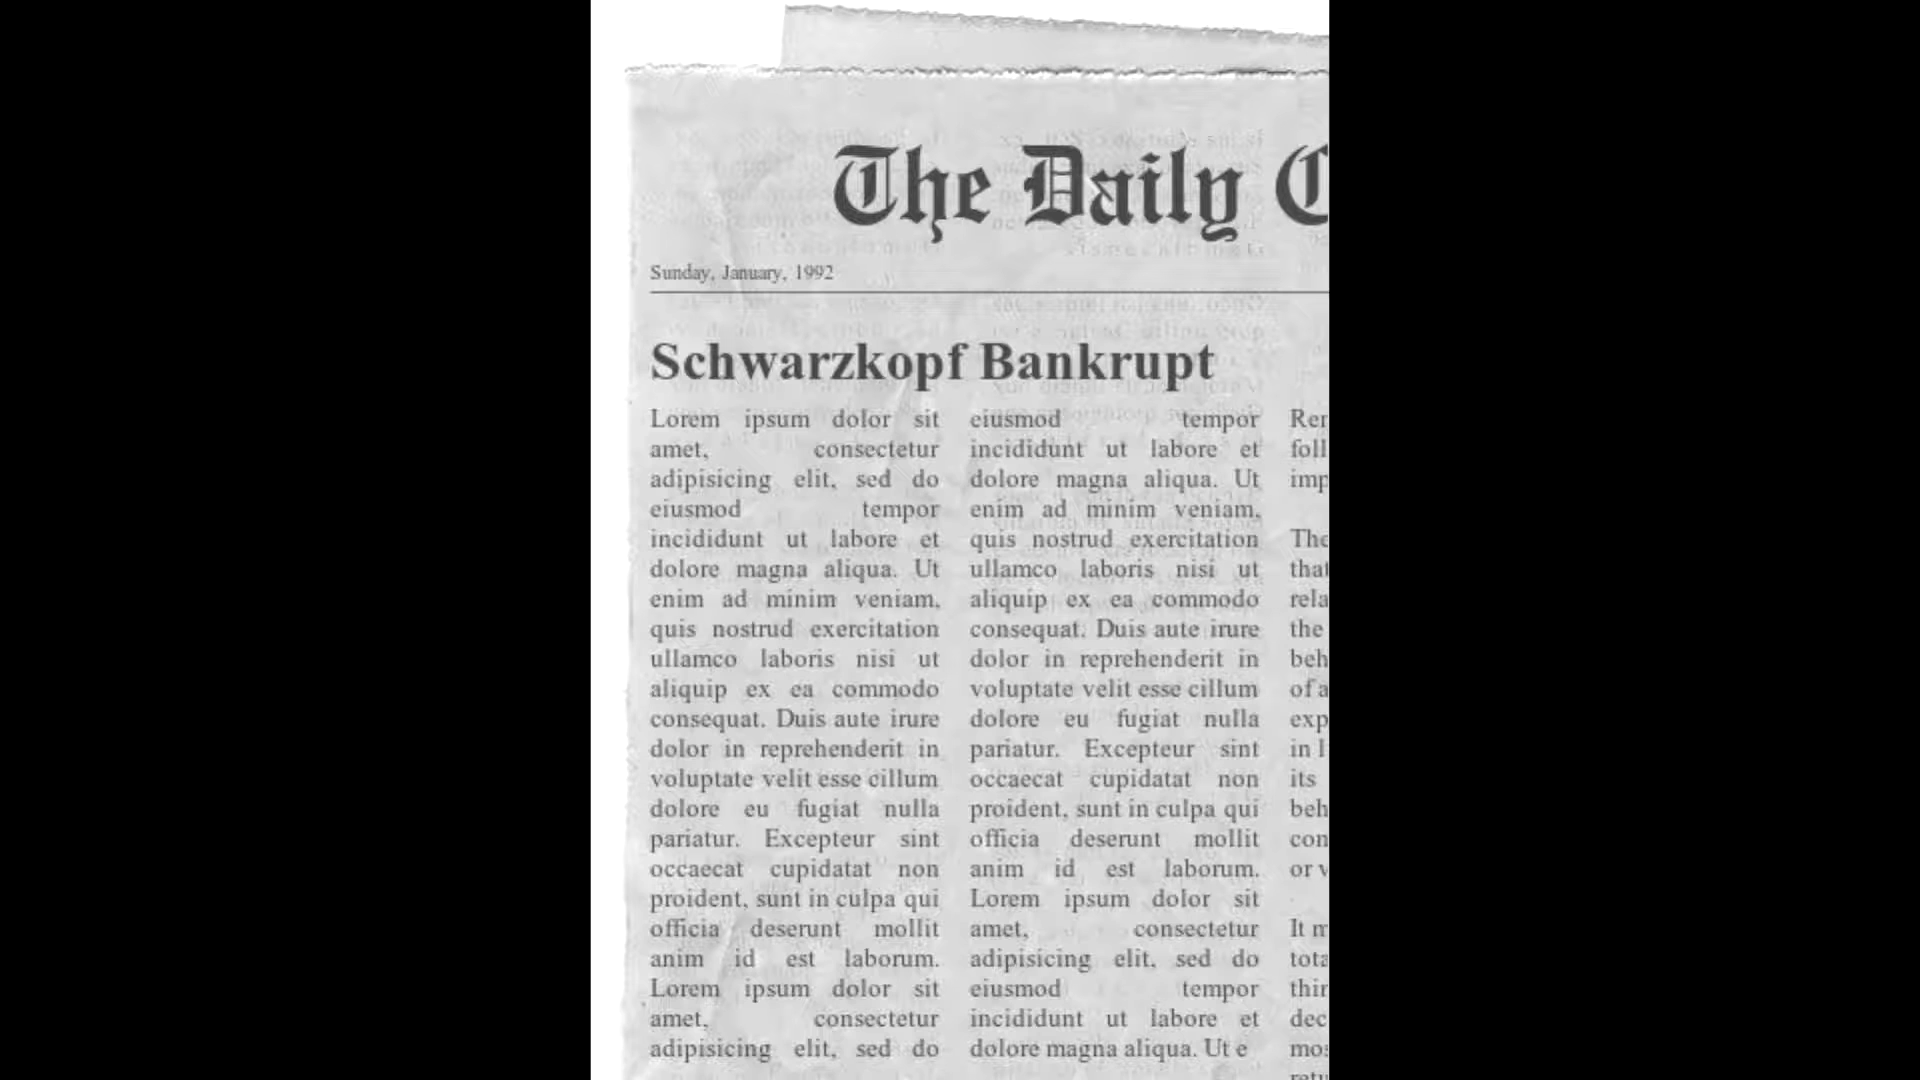 The Daily
Sunday, January, 1992
Schwarzkopf Bankrupt
Lorem ipsum dolor sit
amet, consectetur
adipisicing elit, sed do
eiusmod tempor
incididunt ut labore et
dolore magna aliqua. Ut
enim ad minim veniam,
quis nostrud exercitation
ullamco laboris nisi ut
aliquip ex ea commodo
consequat. Duis aute irure
dolor in reprehenderit in
voluptate velit esse cillum
dolore eu fugiat nulla
pariatur. Excepteur sint
occaecat cupidatat non
proident, sunt in culpa qui
officia deserunt mollit
anim id est laborum.
Lorem ipsum dolor sit
amet, consectetur
adipisicing elit, sed do
eiusmod tempor
incididunt ut labore et
dolore magna aliqua. Ut
enim ad minim veniam,
quis nostrud exercitation
ullamco laboris nisi ut
aliquip ex ea commodo
consequat. Duis aute irure
dolor in reprehenderit in
voluptate velit esse cillum
dolore eu fugiat nulla
pariatur. Excepteur sint
occaecat cupidatat non
proident, sunt in culpa qui
officia deserunt mollit
anim id est laborum.
Lorem ipsum dolor sit
amet, consectetur
adipisicing elit, sed do
eiusmod tempor
incididunt ut labore et
dolore magna aliqua. Ut e
the
of a
its